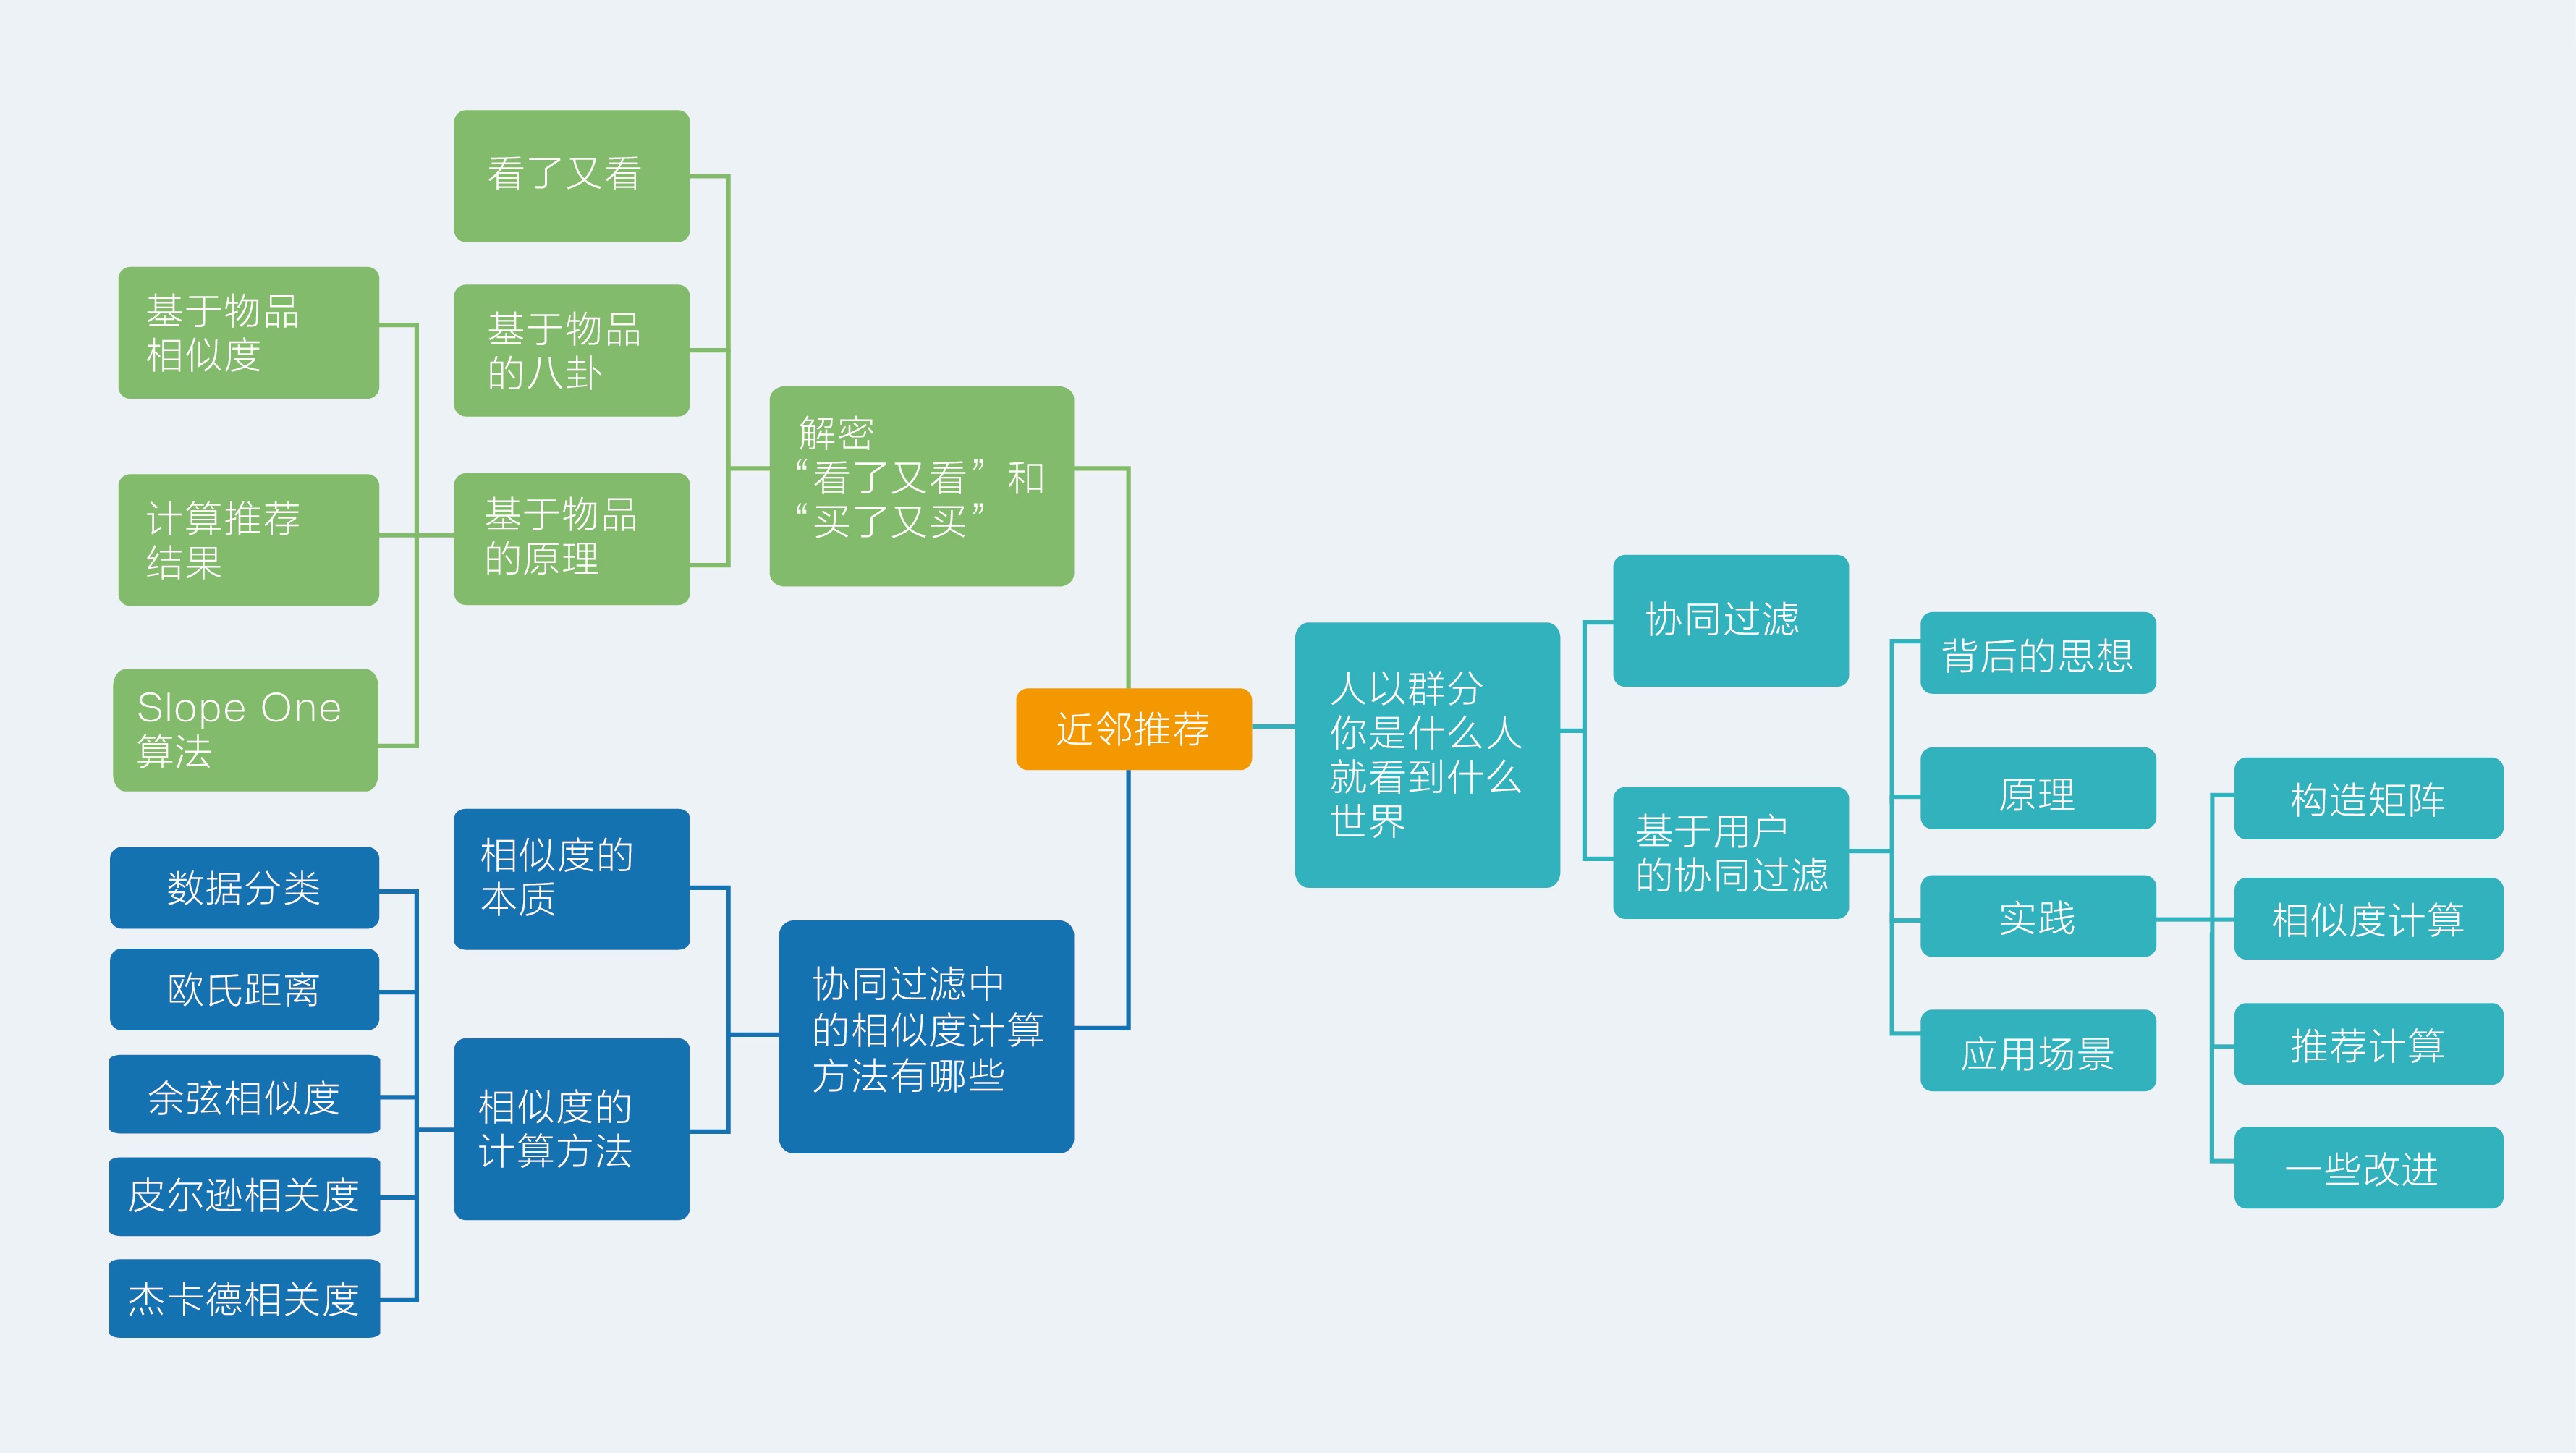 看了又看
基于物品
的八卦
基于物品
的原理
基于物品
相似度
计算推荐
结果
Slope One
算法
解密
“看了又看”和
“买了又买”
近邻推荐
人以群分
你是什么人
就看到什么
世界
协同过滤
基于用户
的协同过滤
背后的思想
原理
实践
应用场景
构造矩阵
相似度计算
推荐计算
一些改进
协同过滤中
的相似度计算
方法有哪些
相似度的
本质
相似度的
计算方法
数据分类
欧氏距离
余弦相似度
皮尔逊相关度
杰卡德相关度